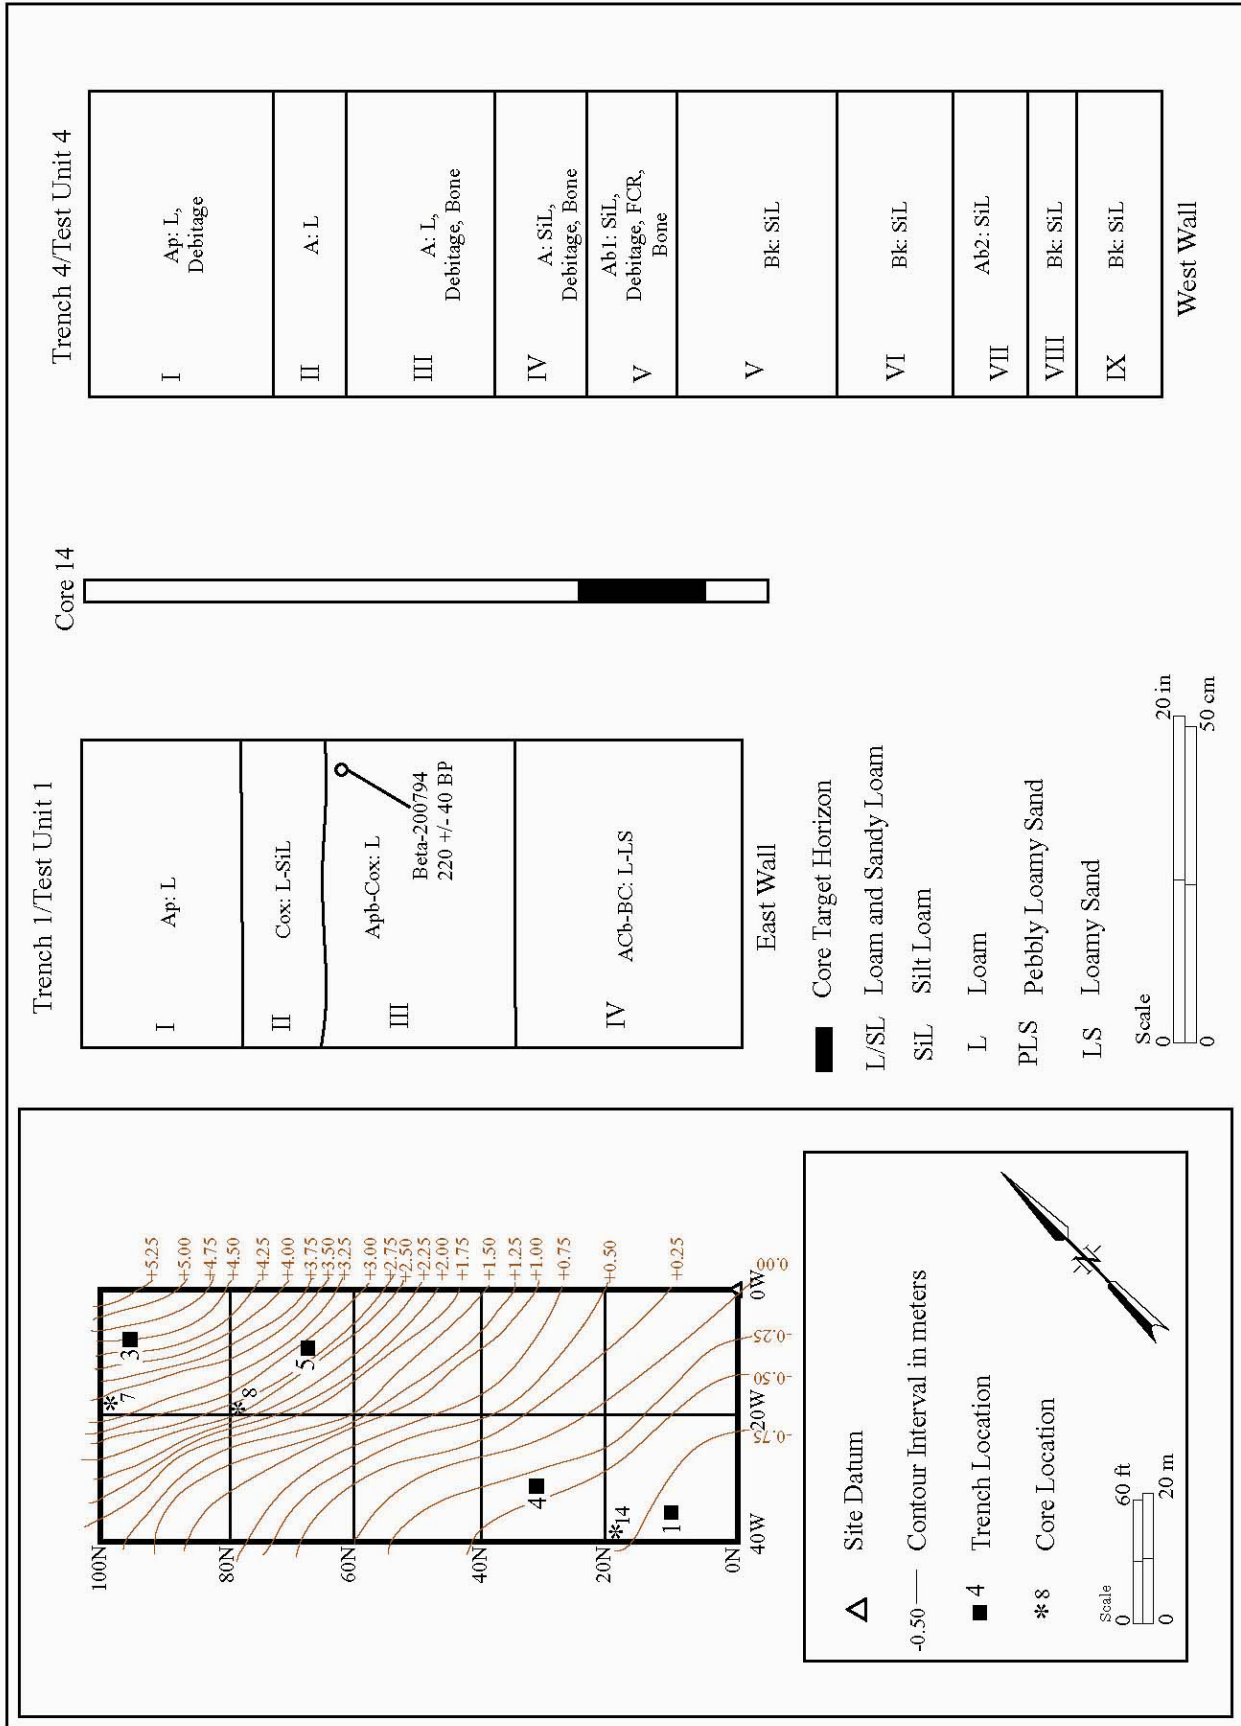 Trench 1/Test Unit 1
I
Ap: L
II
Cox: L-SiL
III
Apb-Cox: L
Beta-200794
220 +/- 40 BP
IV
ACb-BC: L-LS
East Wall
Core 14
Trench 4/Test Unit 4
I
Ap: L,
Debitage
II
A: L
III
A: L,
Debitage, Bone
IV
A: SiL,
Debitage, Bone
V
Ab1: SiL,
Debitage, FCR,
Bone
V
Bk: SiL
VI
Bk: SiL
VII
Ab2: SiL
VIII
Bk: SiL
IX
Bk: SiL
West Wall
Core Target Horizon
L/SL Loam and Sandy Loam
SiL Silt Loam
L Loam
PLS Pebbly Loamy Sand
LS Loamy Sand
Scale
0 20 in
0 50 cm
100N
80N
60N
40N
20N
0N
40W
20W
0W
+5.25
+5.00
+4.75
+4.50
+4.25
+4.00
+3.75
+3.50
+3.25
+3.00
+2.75
+2.50
+2.25
+2.00
+1.75
+1.50
+1.25
+1.00
+0.75
+0.50
+0.25
0.00
-0.25
-0.50
-0.75
3
*7
*8
5
4
*14
1
Site Datum
-0.50 Contour Interval in meters
4 Trench Location
*8 Core Location
Scale
0 60 ft
0 20 m
N